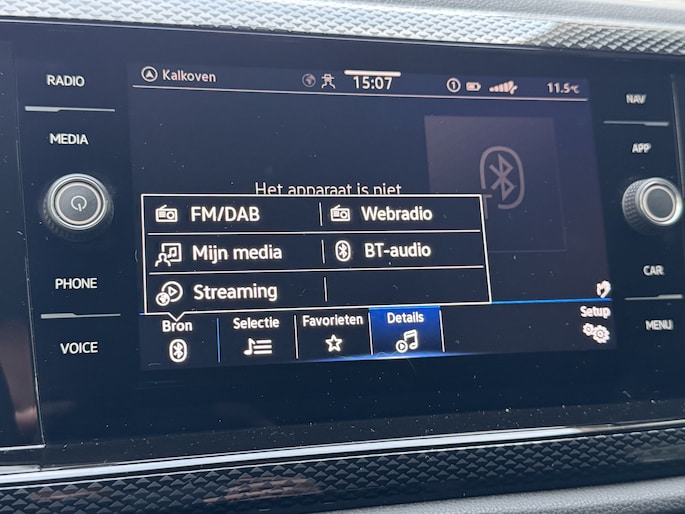 RADIO
MEDIA
PHONE
VOICE
Kalkoven
15:07
1
11.5°C
Het apparaat is niet
FM/DAB
Webradio
Mijn media
BT-audio
Streaming
Bron
Selectie
Favorieten
Details
Setup
NAV
APP
CAR
MENU